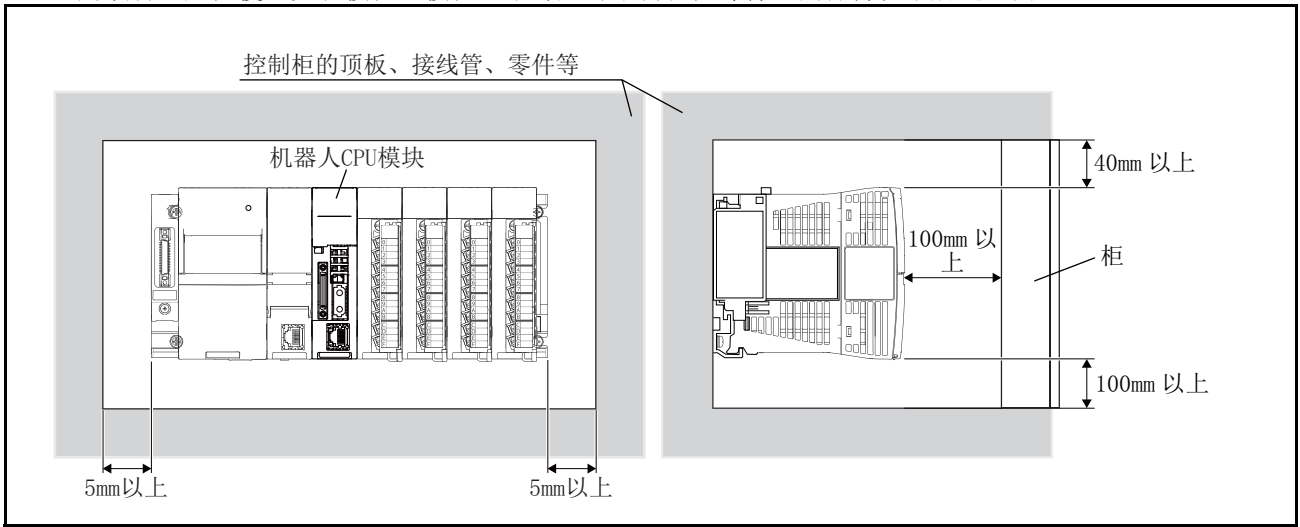 控制柜的顶板、接线管、零件等
机器人CPU模块
40mm 以上
100mm 以
上
柜
100mm 以上
5mm以上
5mm以上